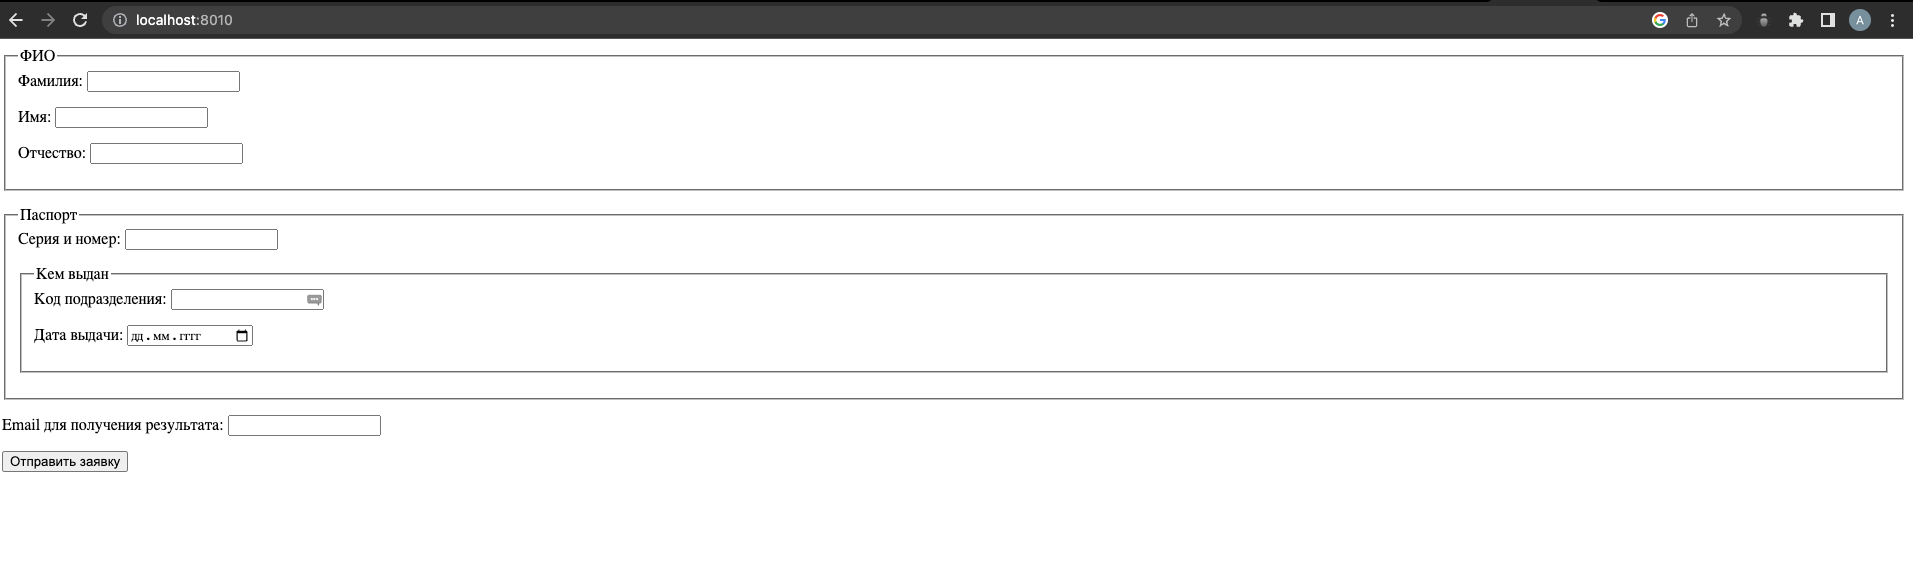 localhost:8010
A
ФИО
Фамилия:
Имя:
Отчество:
Паспорт
Серия и номер:
Кем выдан
Код подразделения:
Дата выдачи: дд.мм.гггг
Email для получения результата:
Отправить заявку